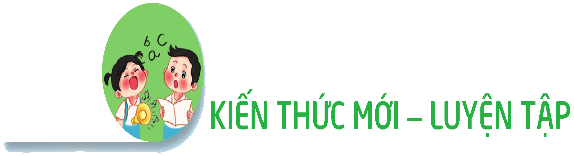 a b C
KIẾN THỨC MỚI – LUYỆN TẬP